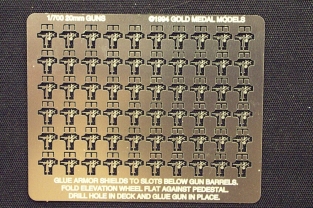 1/700 20mm GUNS ©1994 GOLD MEDAL MODELS
GLUE ARMOR SHIELDS TO SLOTS BELOW GUN BARRELS.
FOLD ELEVATION WHEEL FLAT AGAINST PEDESTAL.
DRILL HOLE IN DECK AND GLUE GUN IN PLACE.